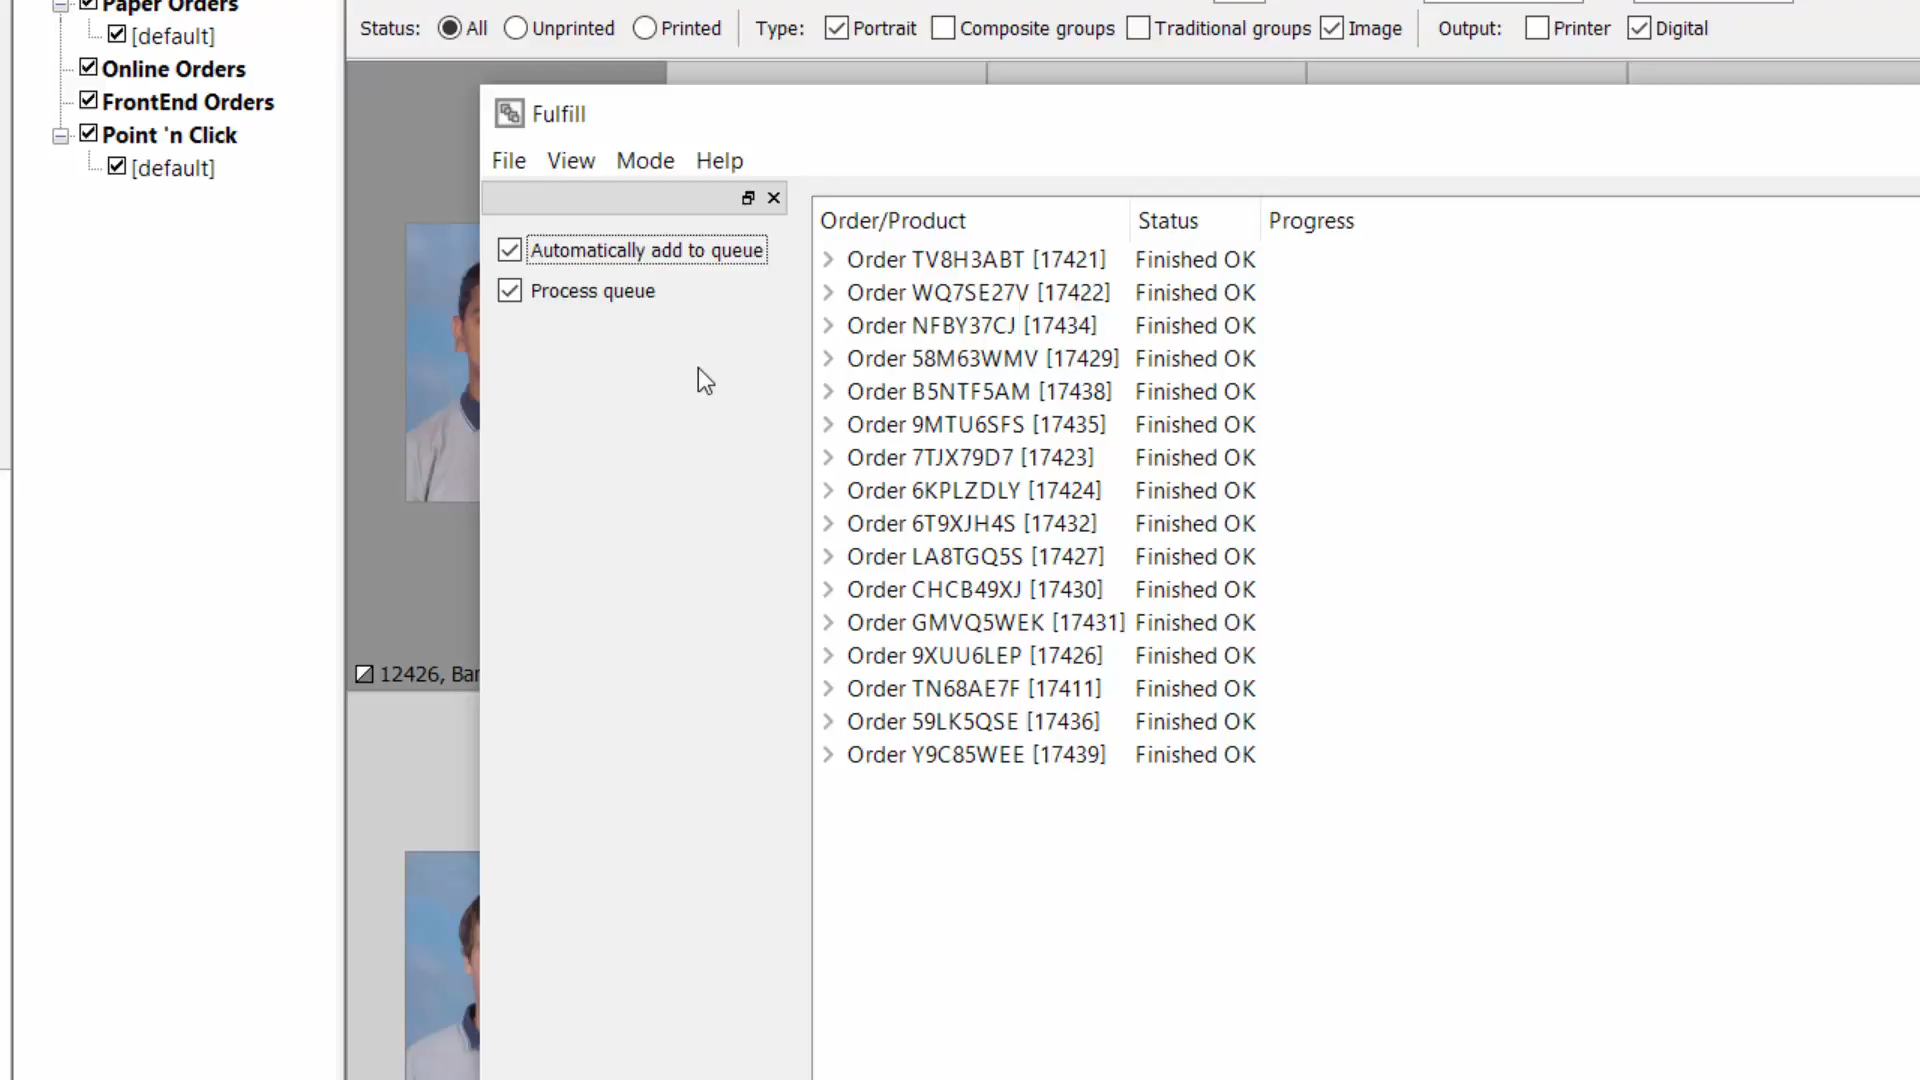 Paper Orders
[default]
Online Orders
FrontEnd Orders
Point 'n Click
[default]
Status: All Unprinted Printed Type: Portrait Composite groups Traditional groups Image Output: Printer Digital
Fulfill
File View Mode Help
Automatically add to queue
Process queue
Order/Product Status Progress
Order TV8H3ABT [17421] Finished OK
Order WQ7SE27V [17422] Finished OK
Order NFBY37CJ [17434] Finished OK
Order 58M63WMV [17429] Finished OK
Order B5NTF5AM [17438] Finished OK
Order 9MTU6SFS [17435] Finished OK
Order 7TJX79D7 [17423] Finished OK
Order 6KPLZDLY [17424] Finished OK
Order 6T9XJH4S [17432] Finished OK
Order LA8TGQ5S [17427] Finished OK
Order CHCB49XJ [17430] Finished OK
Order GMVQ5WEK [17431] Finished OK
Order 9XUU6LEP [17426] Finished OK
Order TN68AE7F [17411] Finished OK
Order 59LK5QSE [17436] Finished OK
Order Y9C85WEE [17439] Finished OK
12426, Bar